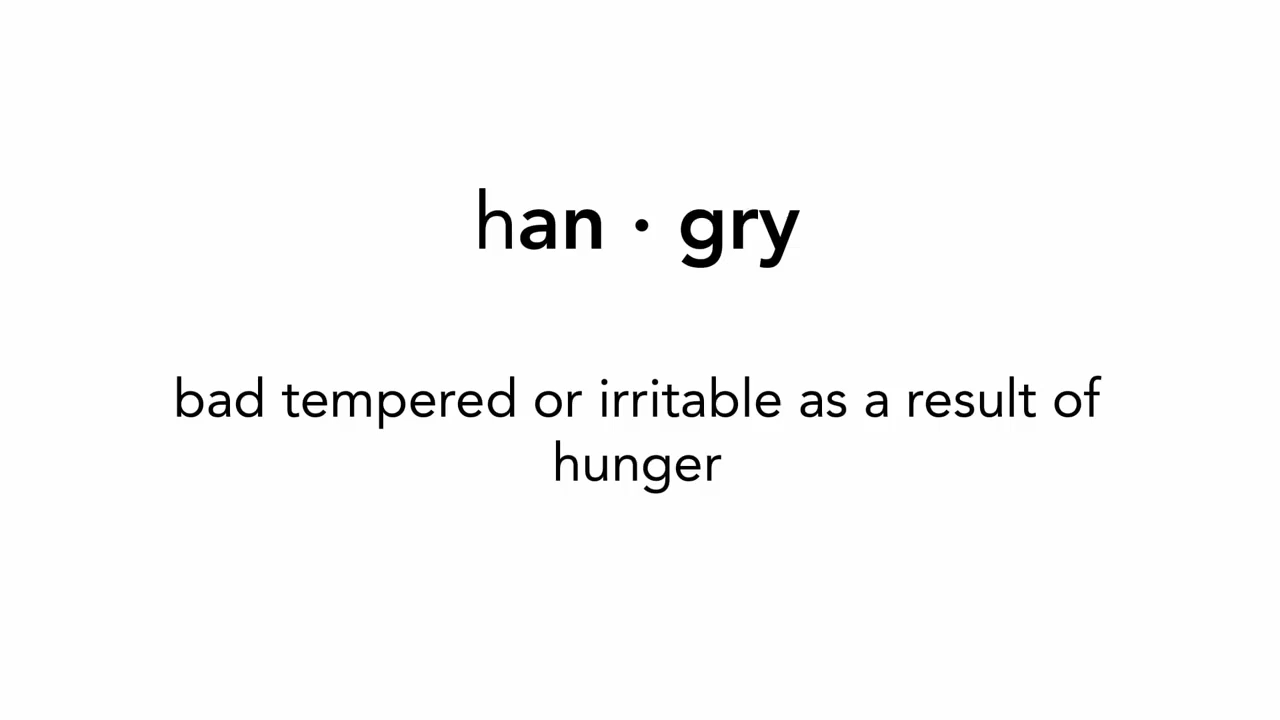 han · gry
bad tempered or irritable as a result of
hunger